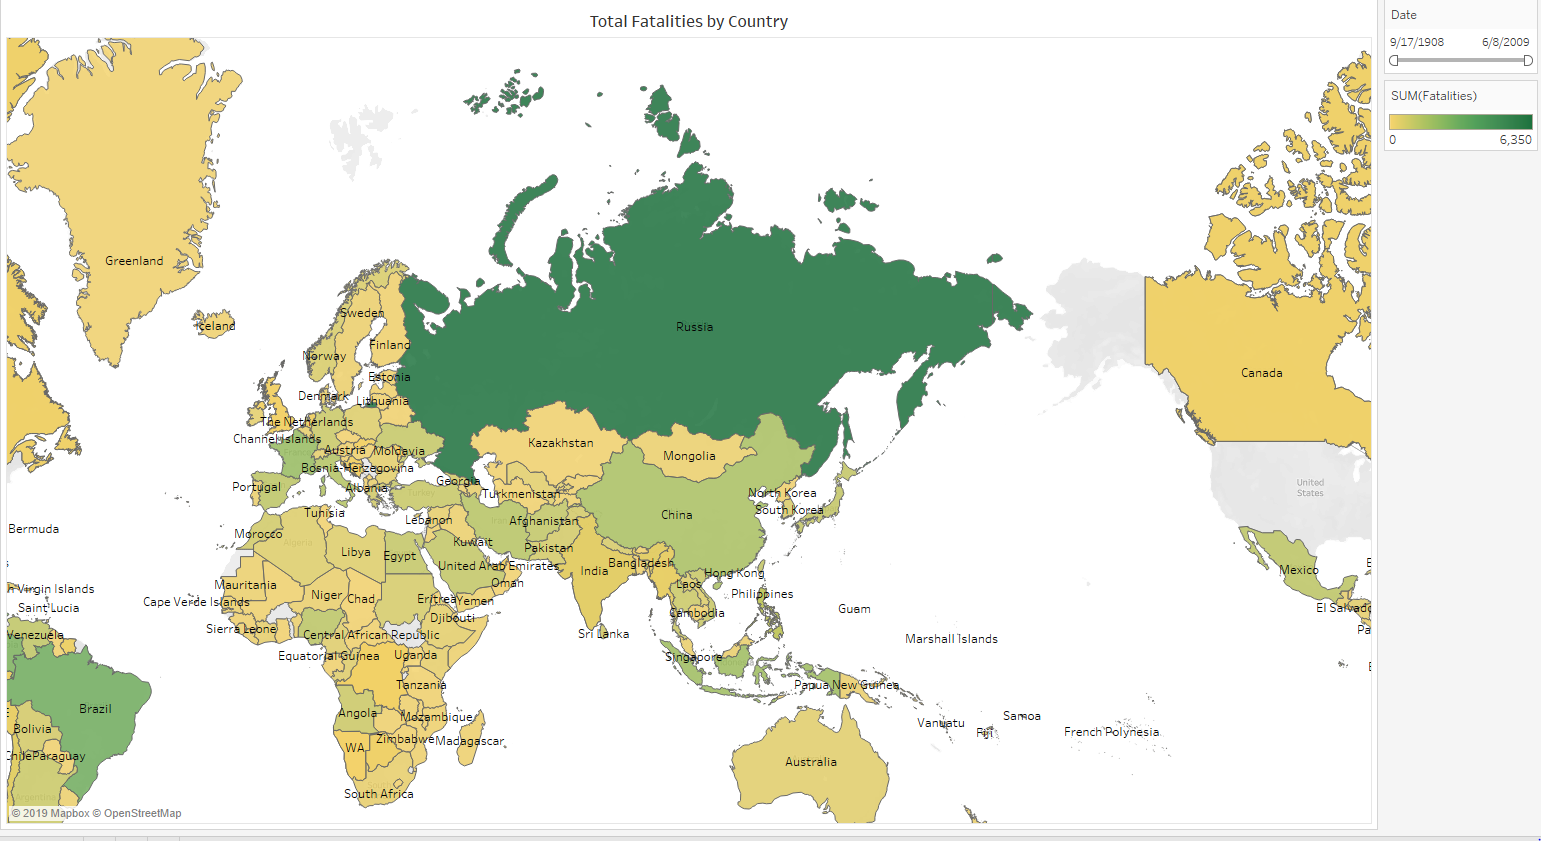 Total Fatalities by Country
Date
9/17/1908 6/8/2009
SUM(Fatalities)
0 6,350
Greenland
Iceland
Sweden
Finland
Norway
Estonia
Denmark
Lithuania
The Netherlands
Channel Islands
Austria
Moldavia
Bosnia-Herzegovina
Portugal
Albania
Georgia
Turkey
Turkmenistan
Tunisia
Lebanon
Afghanistan
Morocco
Algeria
Libya
Egypt
Kuwait
Pakistan
United Arab Emirates
Oman
Mauritania
Niger
Chad
Eritrea
Yemen
Cape Verde Islands
Djibouti
Sierra Leone
Central African Republic
Equatorial Guinea
Uganda
Tanzania
Angola
Mozambique
WA
Zimbabwe
Madagascar
South Africa
Russia
Kazakhstan
Mongolia
China
North Korea
South Korea
India
Bangladesh
Laos
Hong Kong
Philippines
Cambodia
Sri Lanka
Singapore
Guam
Marshall Islands
Papua New Guinea
Vanuatu
Samoa
Fiji
French Polynesia
Australia
Canada
United
States
Mexico
El Salvado
Pa
Bermuda
n Virgin Islands
Saint Lucia
Venezuela
Brazil
Bolivia
Chile
Paraguay
Argentina
© 2019 Mapbox © OpenStreetMap